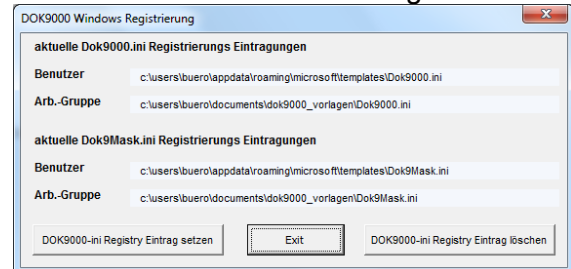 DOK9000 Windows Registrierung
aktuelle Dok9000.ini Registrierungs Eintragungen
Benutzer c:\users\buero\appdata\roaming\microsoft\templates\Dok9000.ini
Arb.-Gruppe c:\users\buero\documents\dok9000_vorlagen\Dok9000.ini
aktuelle Dok9Mask.ini Registrierungs Eintragungen
Benutzer c:\users\buero\appdata\roaming\microsoft\templates\Dok9Mask.ini
Arb.-Gruppe c:\users\buero\documents\dok9000_vorlagen\Dok9Mask.ini
DOK9000-ini Registry Eintrag setzen Exit DOK9000-ini Registry Eintrag löschen